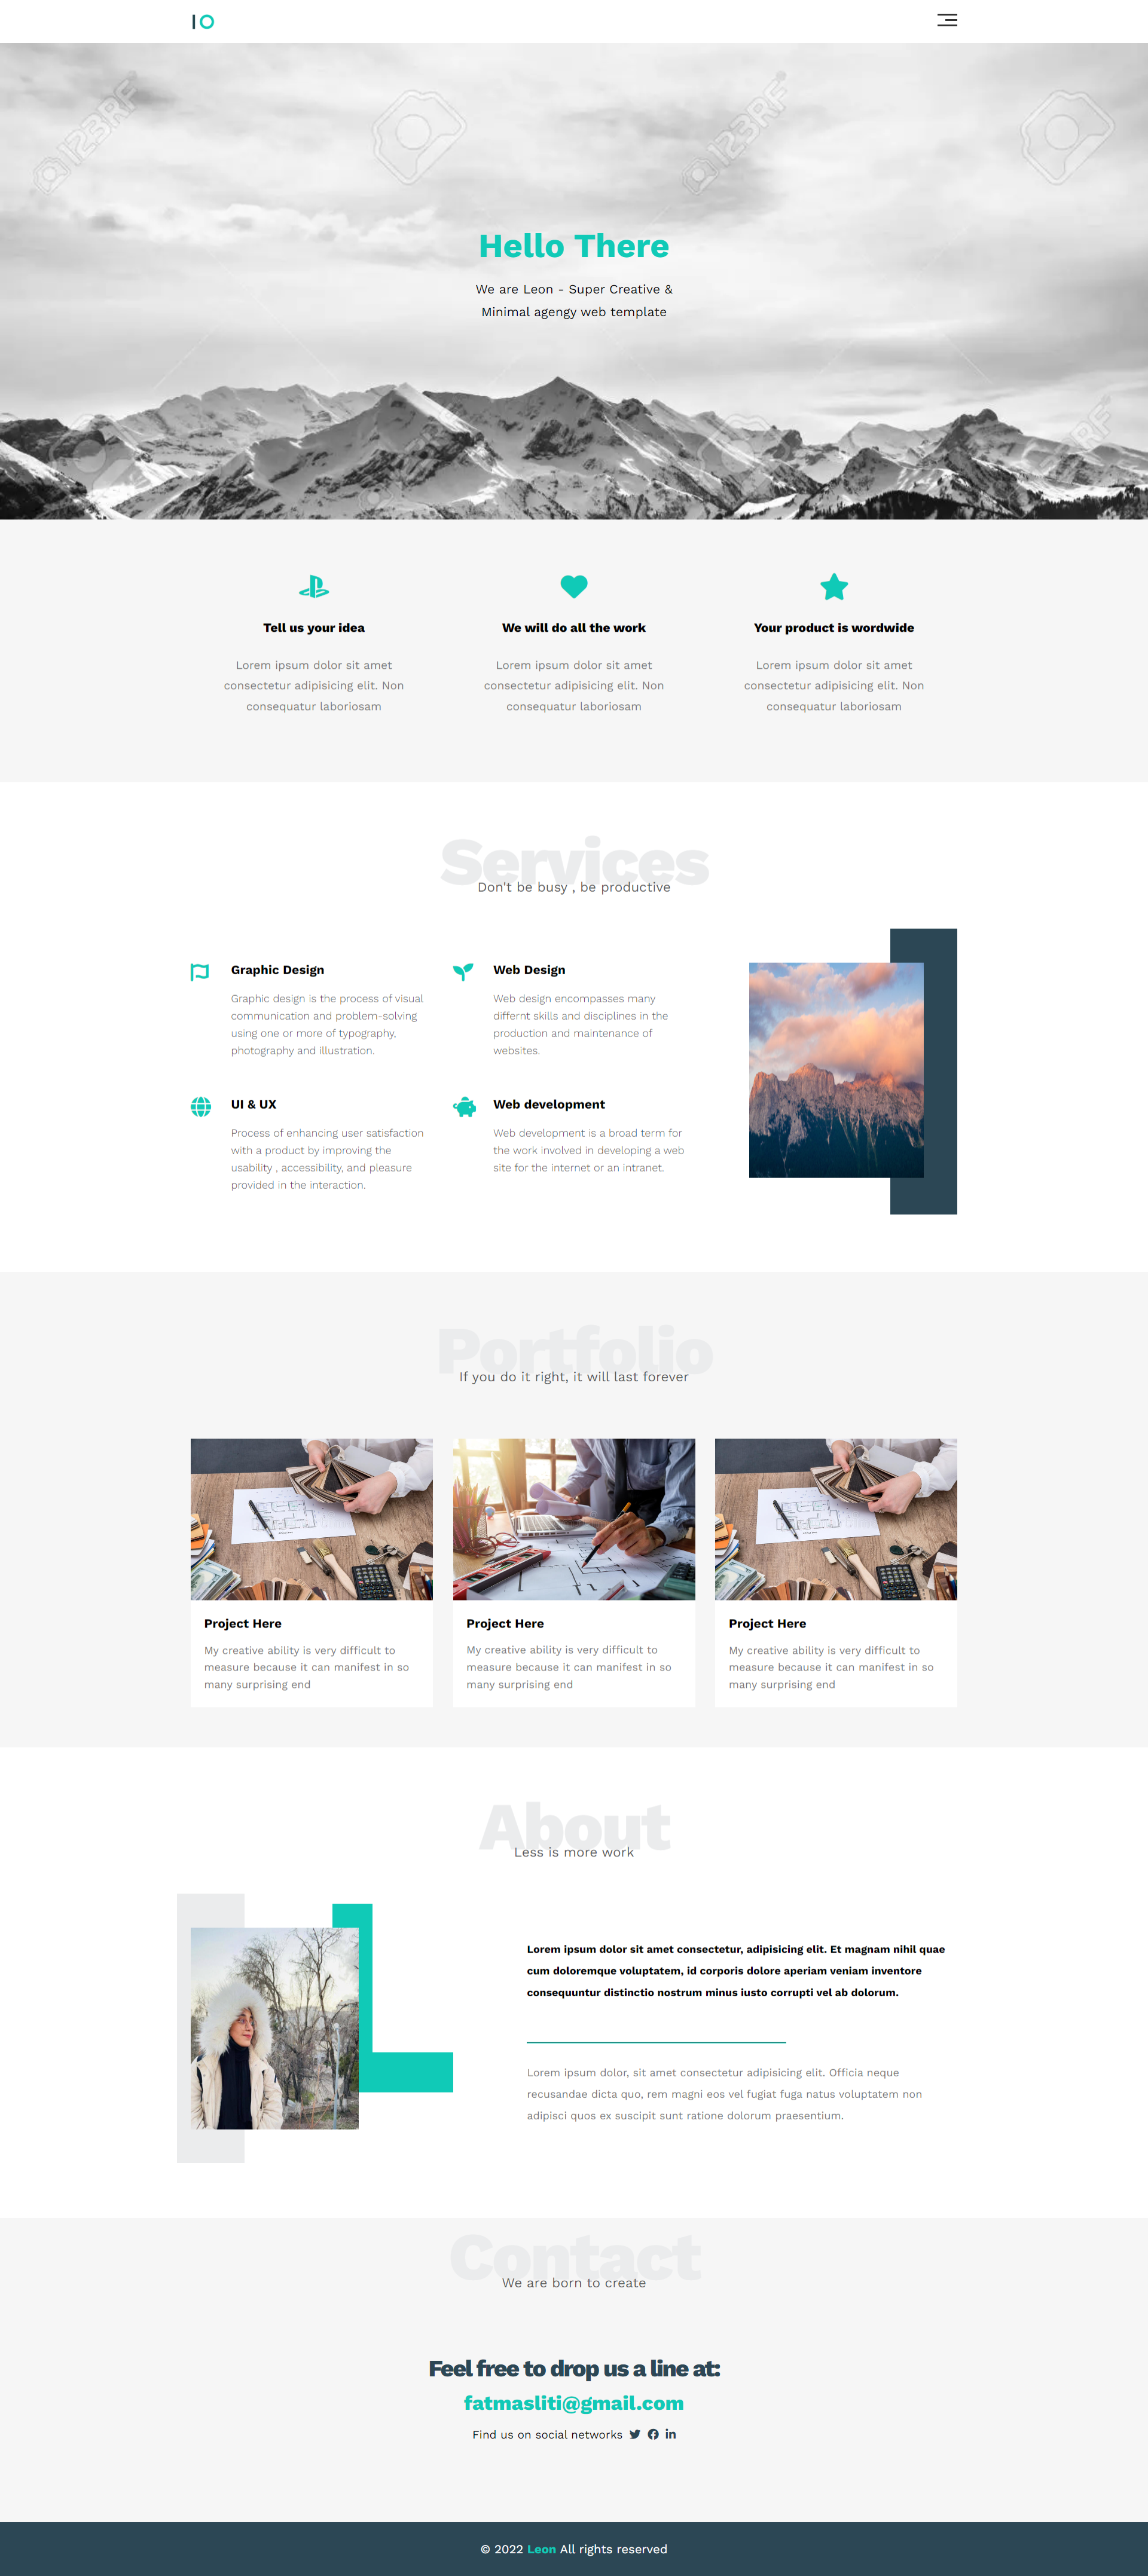 IO
123RF
123RF
Hello There
We are Leon - Super Creative &
Minimal agengy web template
Tell us your idea
Lorem ipsum dolor sit amet
consectetur adipisicing elit. Non
consequatur laboriosam
We will do all the work
Lorem ipsum dolor sit amet
consectetur adipisicing elit. Non
consequatur laboriosam
Your product is wordwide
Lorem ipsum dolor sit amet
consectetur adipisicing elit. Non
consequatur laboriosam
Services
Don't be busy , be productive
Graphic Design
Graphic design is the process of visual
communication and problem-solving
using one or more of typography,
photography and illustration.
Web Design
Web design encompasses many
differnt skills and disciplines in the
production and maintenance of
websites.
UI & UX
Process of enhancing user satisfaction
with a product by improving the
usability , accessibility, and pleasure
provided in the interaction.
Web development
Web development is a broad term for
the work involved in developing a web
site for the internet or an intranet.
Portfolio
If you do it right, it will last forever
Project Here
My creative ability is very difficult to
measure because it can manifest in so
many surprising end
Project Here
My creative ability is very difficult to
measure because it can manifest in so
many surprising end
Project Here
My creative ability is very difficult to
measure because it can manifest in so
many surprising end
About
Less is more work
Lorem ipsum dolor sit amet consectetur, adipisicing elit. Et magnam nihil quae
cum doloremque voluptatem, id corporis dolore aperiam veniam inventore
consequuntur distinctio nostrum minus iusto corrupti vel ab dolorum.
Lorem ipsum dolor, sit amet consectetur adipisicing elit. Officia neque
recusandae dicta quo, rem magni eos vel fugiat fuga natus voluptatem non
adipisci quos ex suscipit sunt ratione dolorum praesentium.
Contact
We are born to create
Feel free to drop us a line at:
fatmasliti@gmail.com
Find us on social networks
© 2022 Leon All rights reserved